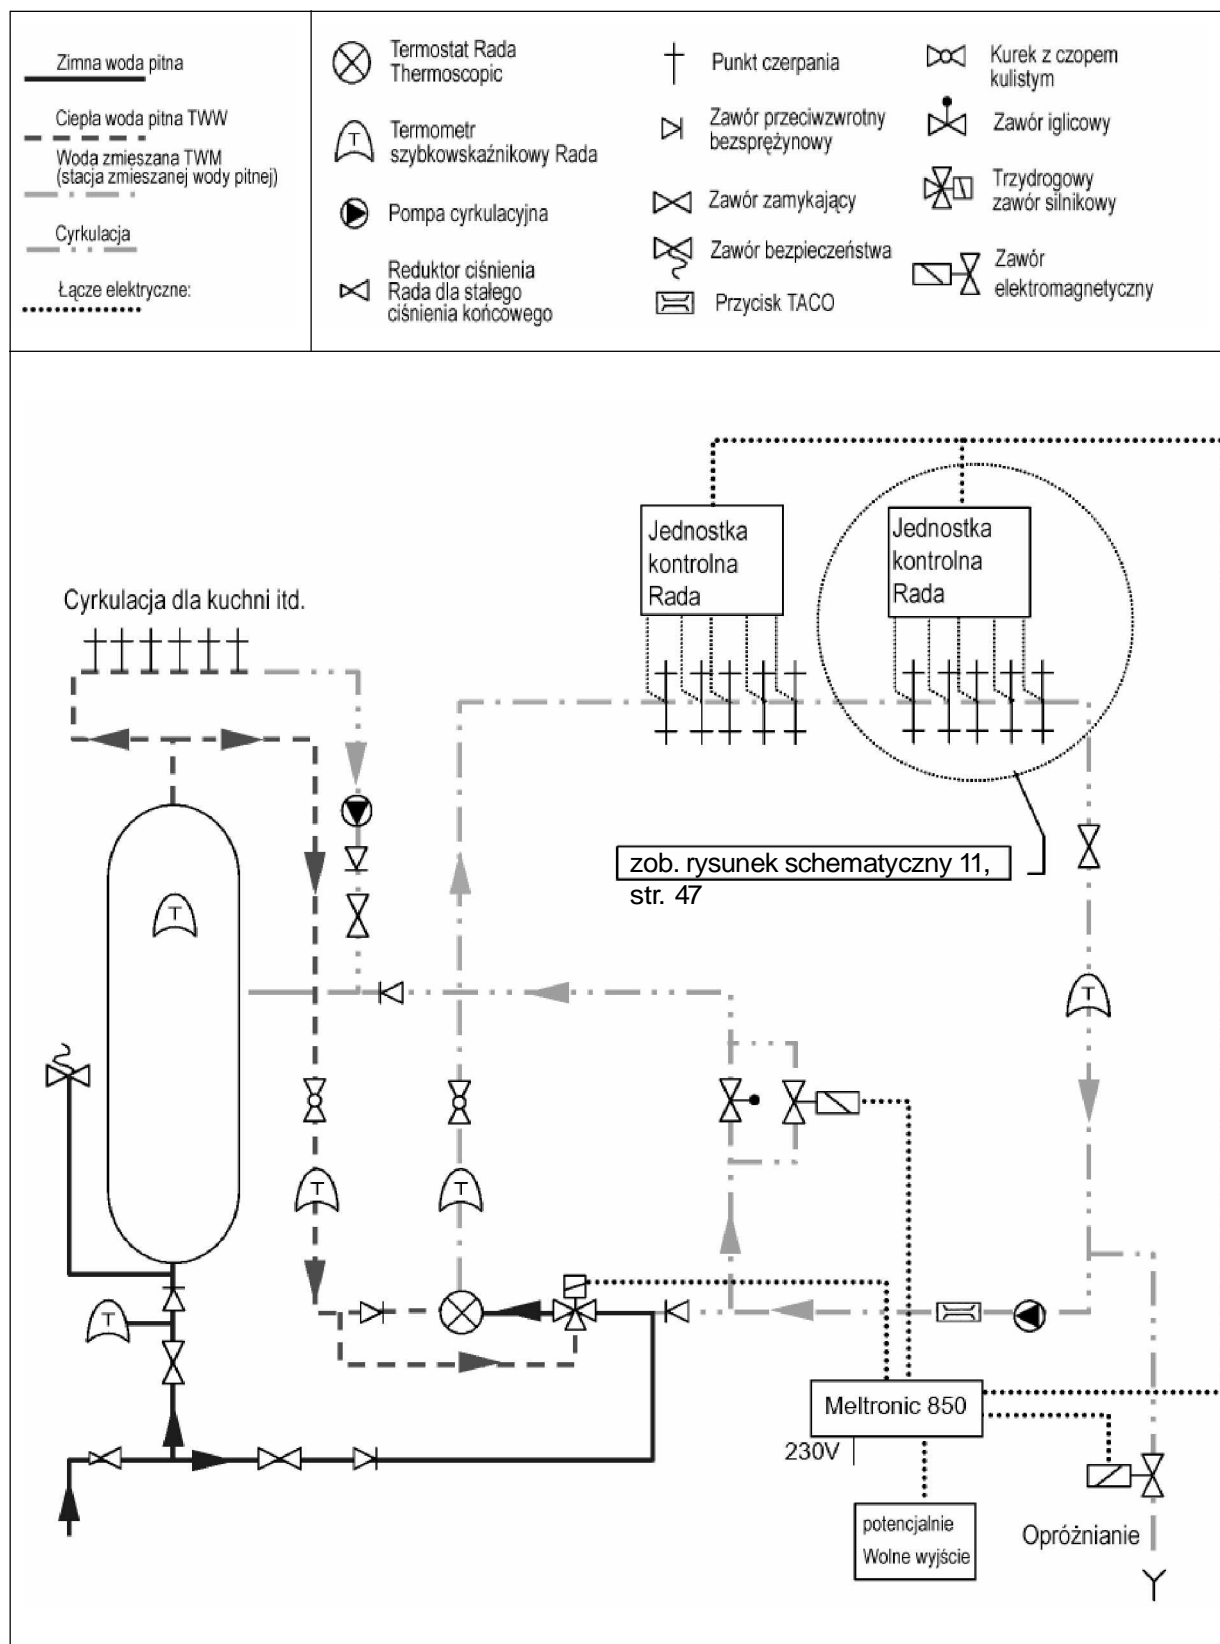 Zimna woda pitna
Ciepła woda pitna TWW
Woda zmieszana TWM
(stacja zmieszanej wody pitnej)
Cyrkulacja
Łącze elektryczne:
Termostat Rada
Thermoscopic
T
Termometr
szybkowskaźnikowy Rada
Pompa cyrkulacyjna
Reduktor ciśnienia
Rada dla stałego
ciśnienia końcowego
Punkt czerpania
Zawór przeciwzwrotny
bezsprężynowy
Zawór zamykający
Zawór bezpieczeństwa
Przycisk TACO
Kurek z czopem
kulistym
Zawór iglicowy
Trzydrogowy
zawór silnikowy
Zawór
elektromagnetyczny
Jednostka
kontrolna
Rada
Jednostka
kontrolna
Rada
Cyrkulacja dla kuchni itd.
zob. rysunek schematyczny 11,
str. 47
T
T
T
T
T
Meltronic 850
230V
potencjalnie
Wolne wyjście
Opróżnianie